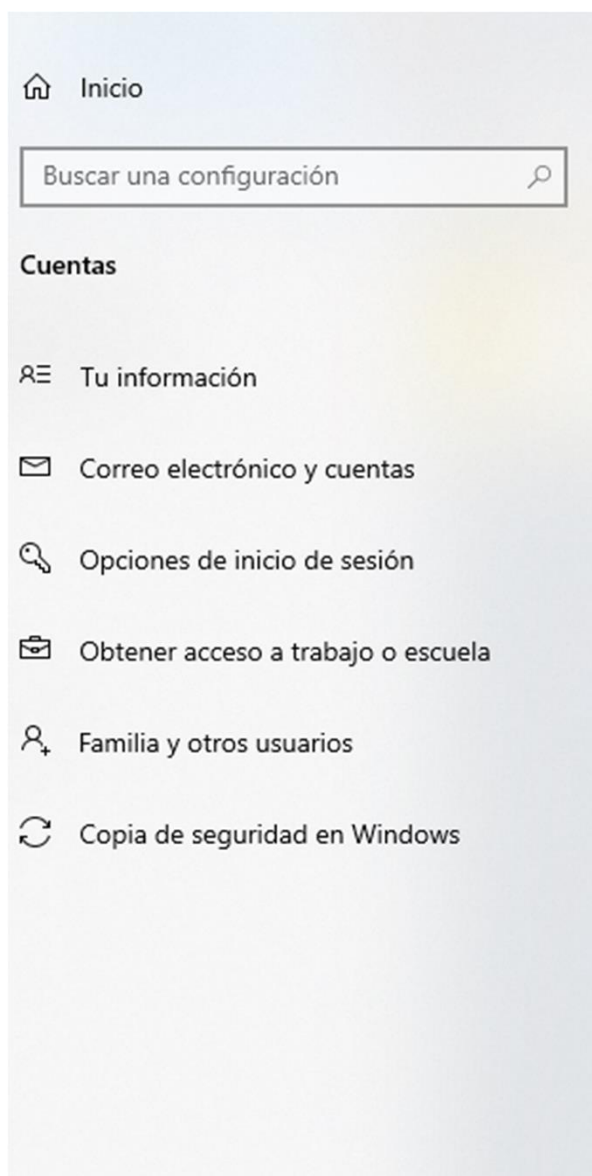 Inicio
Buscar una configuración
Cuentas
Tu información
Correo electrónico y cuentas
Opciones de inicio de sesión
Obtener acceso a trabajo o escuela
Familia y otros usuarios
Copia de seguridad en Windows